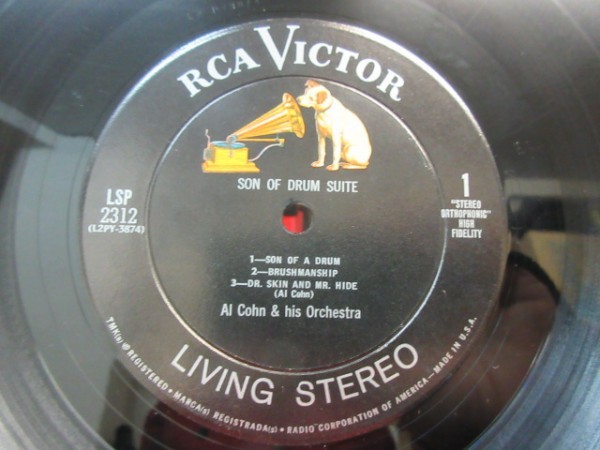 RCA VICTOR
SON OF DRUM SUITE
LSP
2312
(L2PY-3874)
1
"STEREO
ORTHOPHONIC"
HIGH
FIDELITY
1—SON OF A DRUM
2—BRUSHMANSHIP
3—DR. SKIN AND MR. HIDE
(Al Cohn)
Al Cohn & his Orchestra
LIVING STEREO
TMK(s) ® REGISTERED • MARCA(s) REGISTRADA(s) • RADIO CORPORATION OF AMERICA—MADE IN U.S.A.